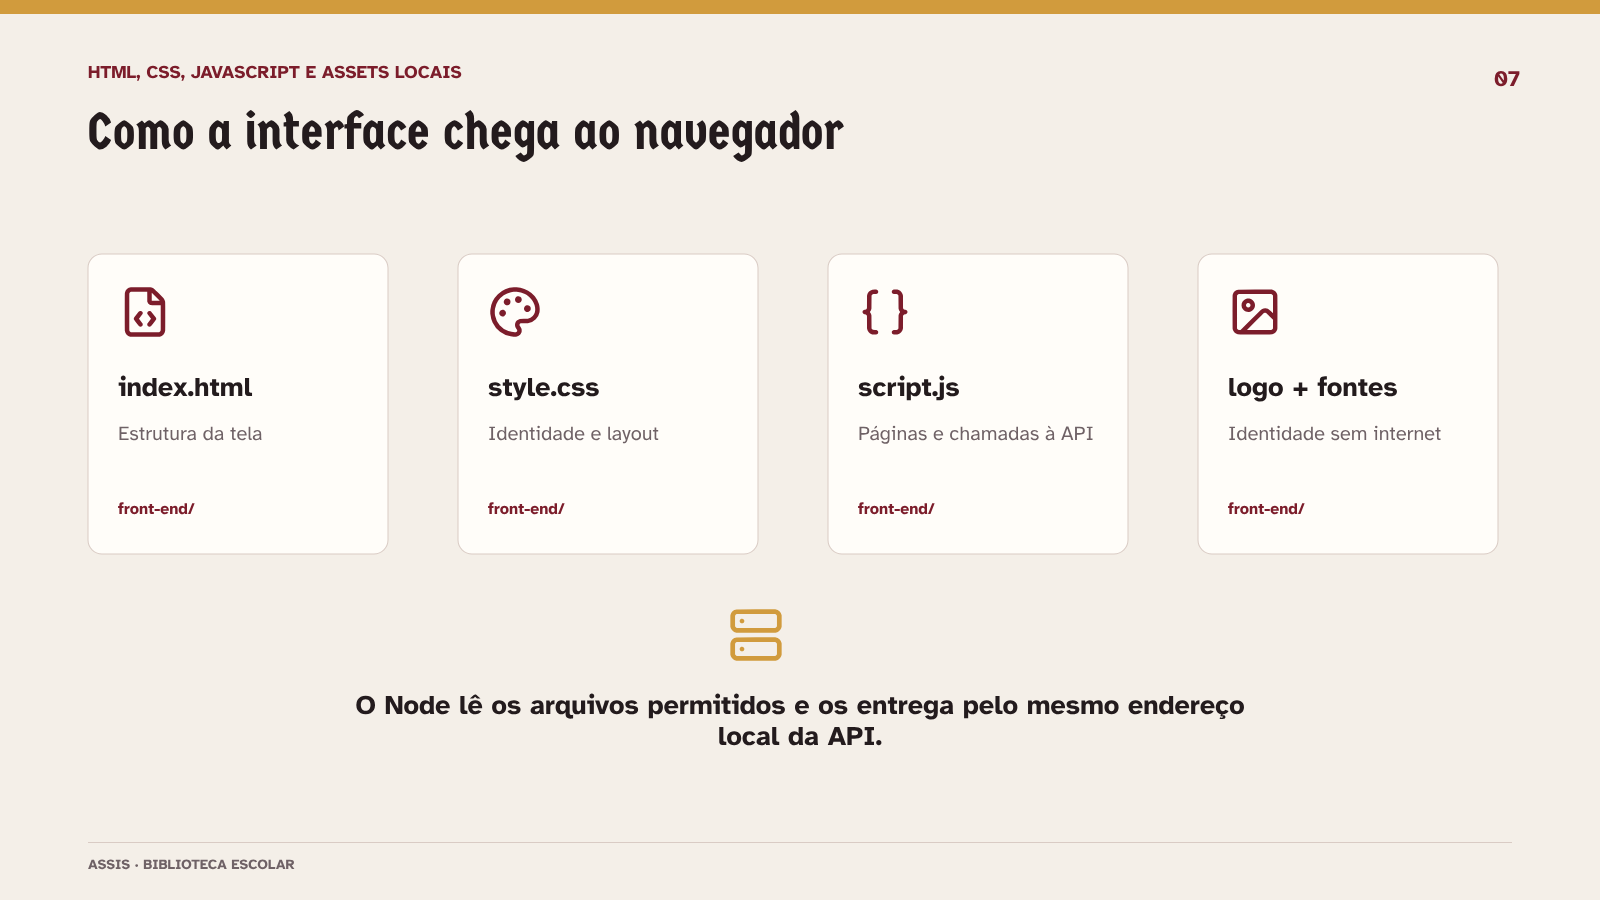 HTML, CSS, JAVASCRIPT E ASSETS LOCAIS
07
Como a interface chega ao navegador
index.html
Estrutura da tela
front-end/
style.css
Identidade e layout
front-end/
script.js
Páginas e chamadas à API
front-end/
logo + fontes
Identidade sem internet
front-end/
O Node lê os arquivos permitidos e os entrega pelo mesmo endereço
local da API.
ASSIS · BIBLIOTECA ESCOLAR